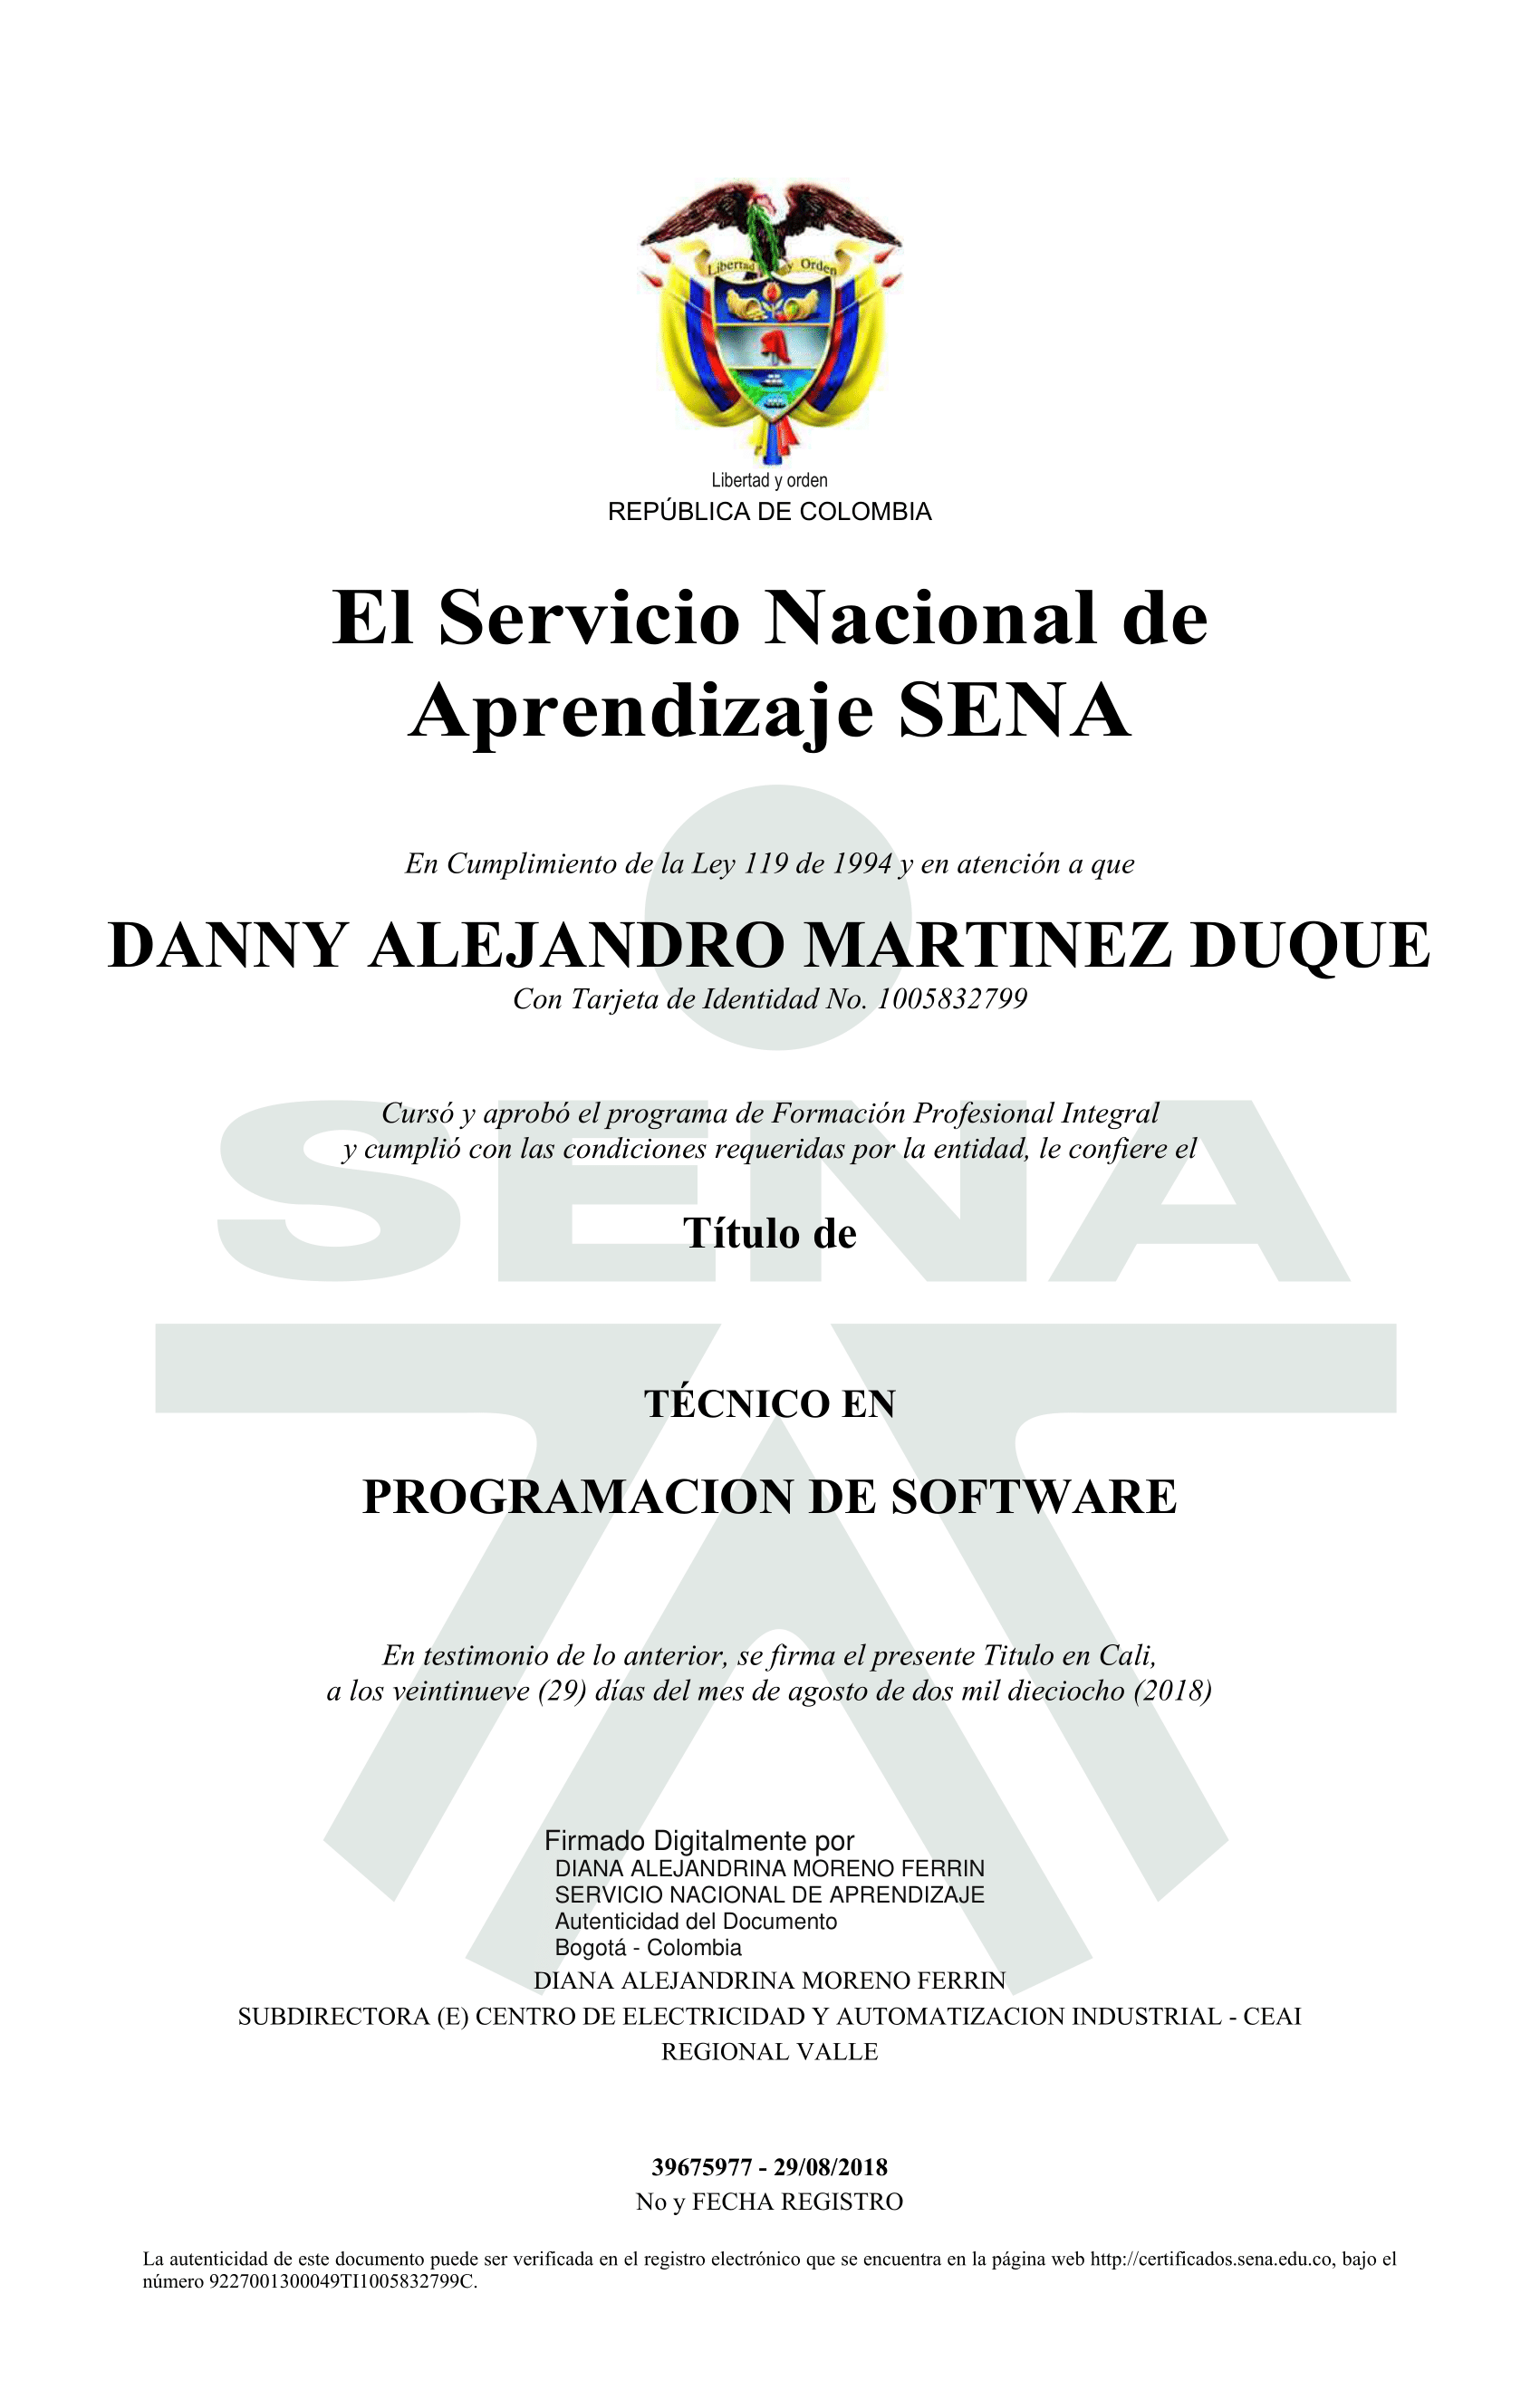 Libertad y Orden
Libertad y orden
REPÚBLICA DE COLOMBIA
El Servicio Nacional de
Aprendizaje SENA
En Cumplimiento de la Ley 119 de 1994 y en atención a que
DANNY ALEJANDRO MARTINEZ DUQUE
Con Tarjeta de Identidad No. 1005832799
SENA
Cursó y aprobó el programa de Formación Profesional Integral
y cumplió con las condiciones requeridas por la entidad, le confiere el
Título de
TÉCNICO EN
PROGRAMACION DE SOFTWARE
En testimonio de lo anterior, se firma el presente Titulo en Cali,
a los veintinueve (29) días del mes de agosto de dos mil dieciocho (2018)
Firmado Digitalmente por
DIANA ALEJANDRINA MORENO FERRIN
SERVICIO NACIONAL DE APRENDIZAJE
Autenticidad del Documento
Bogotá - Colombia
DIANA ALEJANDRINA MORENO FERRIN
SUBDIRECTORA (E) CENTRO DE ELECTRICIDAD Y AUTOMATIZACION INDUSTRIAL - CEAI
REGIONAL VALLE
39675977 - 29/08/2018
No y FECHA REGISTRO
La autenticidad de este documento puede ser verificada en el registro electrónico que se encuentra en la página web http://certificados.sena.edu.co, bajo el
número 9227001300049TI1005832799C.